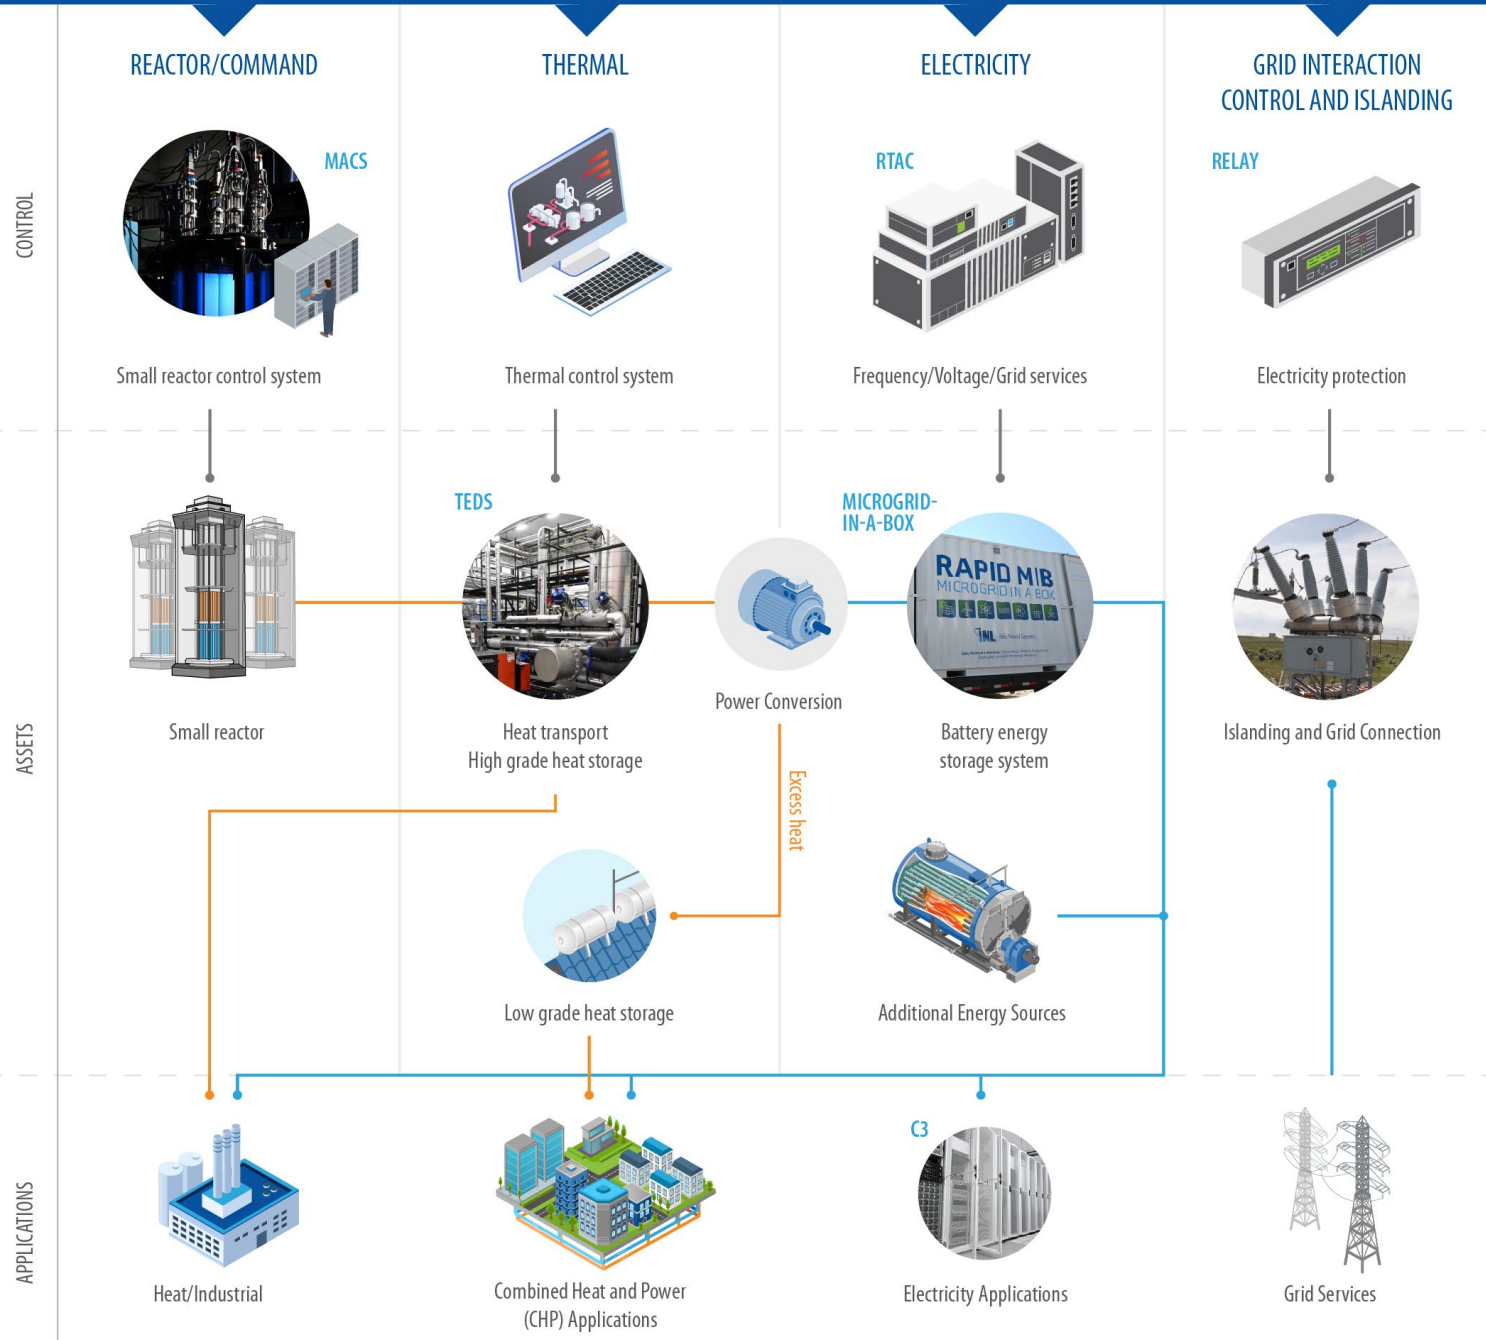 REACTOR/COMMAND
THERMAL
ELECTRICITY
GRID INTERACTION
CONTROL AND ISLANDING
CONTROL
MACS
RTAC
RELAY
Small reactor control system
Thermal control system
Frequency/Voltage/Grid services
Electricity protection
ASSETS
TEDS
MICROGRID-
IN-A-BOX
RAPID MIB
MICROGRID IN A BOX
INL Idaho National Laboratory
Small reactor
Heat transport
High grade heat storage
Power Conversion
Battery energy
storage system
Islanding and Grid Connection
Excess heat
Low grade heat storage
Additional Energy Sources
APPLICATIONS
C3
Heat/Industrial
Combined Heat and Power
(CHP) Applications
Electricity Applications
Grid Services